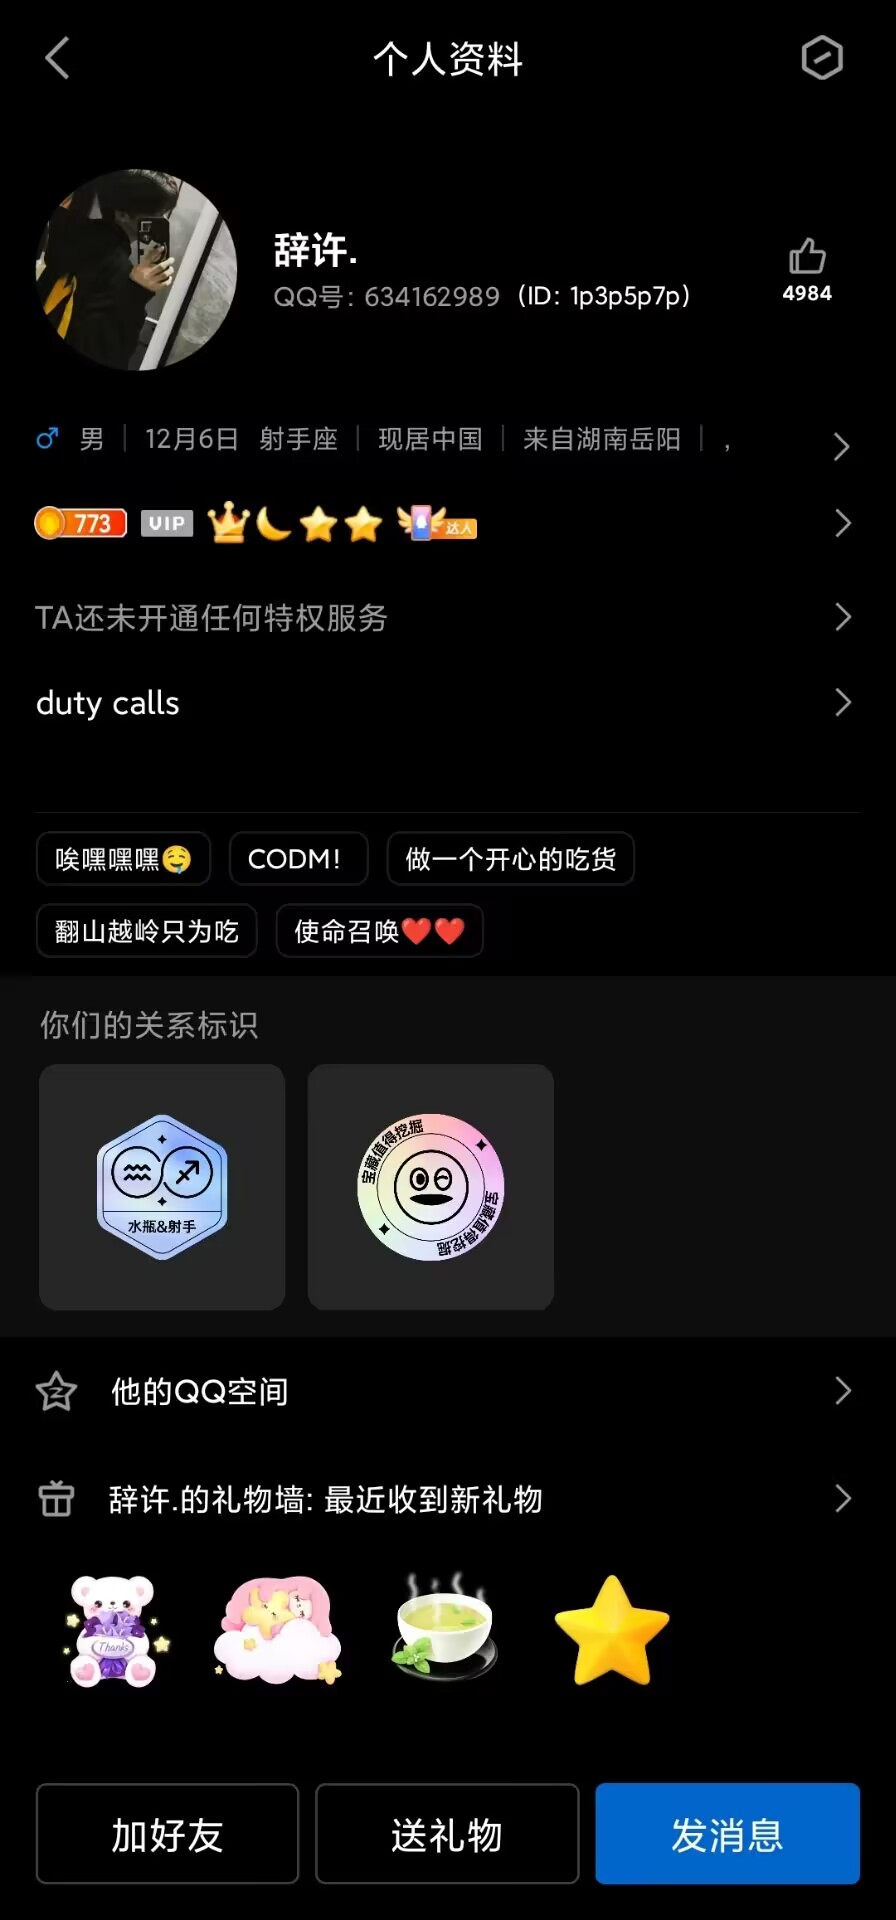 个人资料
辞许.
QQ号：634162989（ID：1p3p5p7p）
4984
男 | 12月6日 射手座 | 现居中国 | 来自湖南岳阳 | ，
773 VIP 达人
TA还未开通任何特权服务
duty calls
唉嘿嘿嘿🤤 CODM！ 做一个开心的吃货
翻山越岭只为吃 使命召唤❤️❤️
你们的关系标识
水瓶&射手
宝藏值得挖掘
宝藏值得挖掘
他的QQ空间
辞许.的礼物墙: 最近收到新礼物
Thanks
加好友 送礼物 发消息